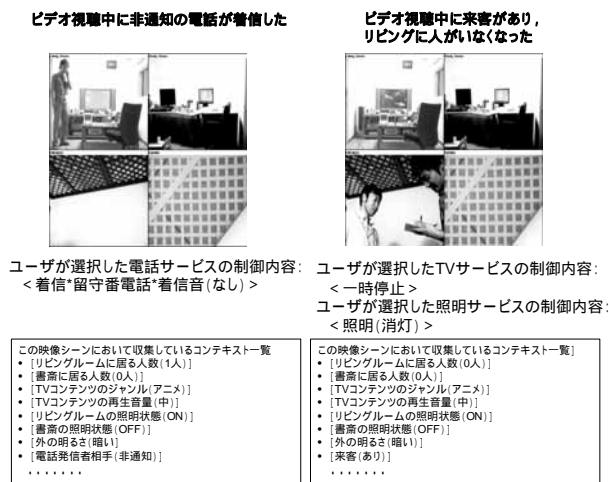 ビデオ視聴中に非通知の電話が着信した
ユーザが選択した電話サービスの制御内容:
<着信*留守番電話*着信音(なし)>
この映像シーンにおいて収集しているコンテキスト一覧
• [リビングルームに居る人数(1人)]
• [書斎に居る人数(0人)]
• [TVコンテンツのジャンル(アニメ)]
• [TVコンテンツの再生音量(中)]
• [リビングルームの照明状態(ON)]
• [書斎の照明状態(OFF)]
• [外の明るさ(暗い]
• [電話発信者相手(非通知)]
・・・・・・・
ビデオ視聴中に来客があり,
リビングに人がいなくなった
ユーザが選択したTVサービスの制御内容:
<一時停止>
ユーザが選択した照明サービスの制御内容:
<照明(消灯)>
この映像シーンにおいて収集しているコンテキスト一覧]
• [リビングルームに居る人数(0人)]
• [書斎に居る人数(0人)]
• [TVコンテンツのジャンル(アニメ)]
• [TVコンテンツの再生音量(中)]
• [リビングルームの照明状態(ON)]
• [書斎の照明状態(OFF)]
• [外の明るさ(暗い)]
• [来客(あり)]
・・・・・・・